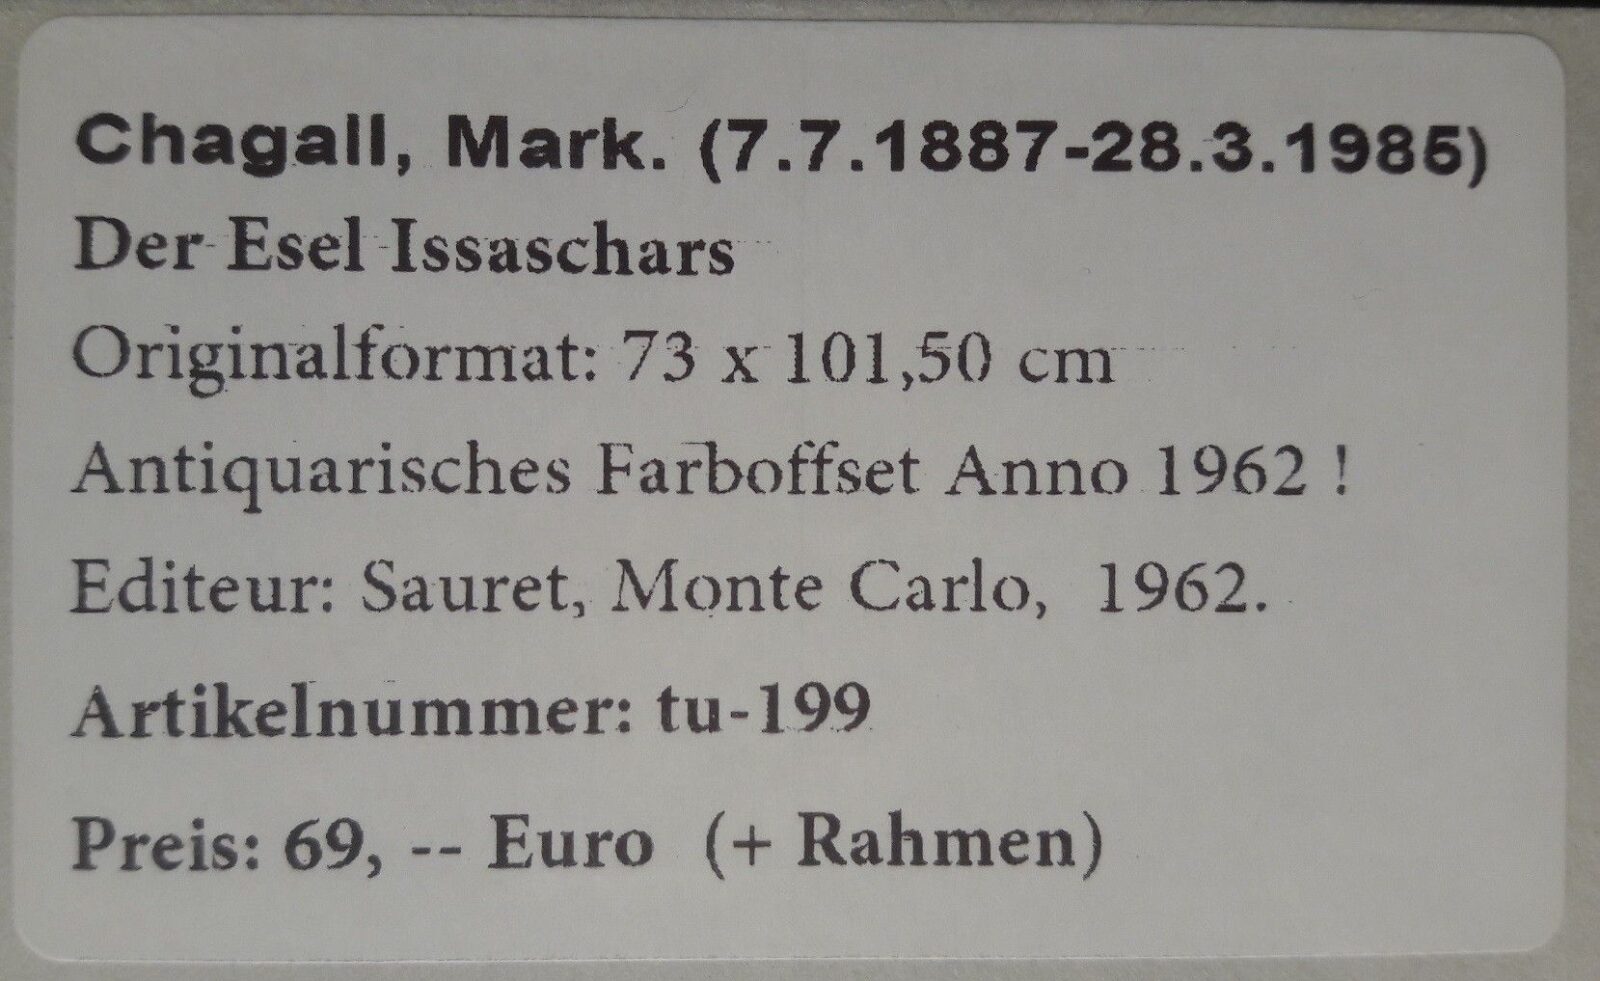 Chagall, Mark. (7.7.1887-28.3.1985)
Der Esel Issaschars
Originalformat: 73 x 101,50 cm
Antiquarisches Farboffset Anno 1962 !
Editeur: Sauret, Monte Carlo, 1962.
Artikelnummer: tu-199
Preis: 69, -- Euro (+ Rahmen)